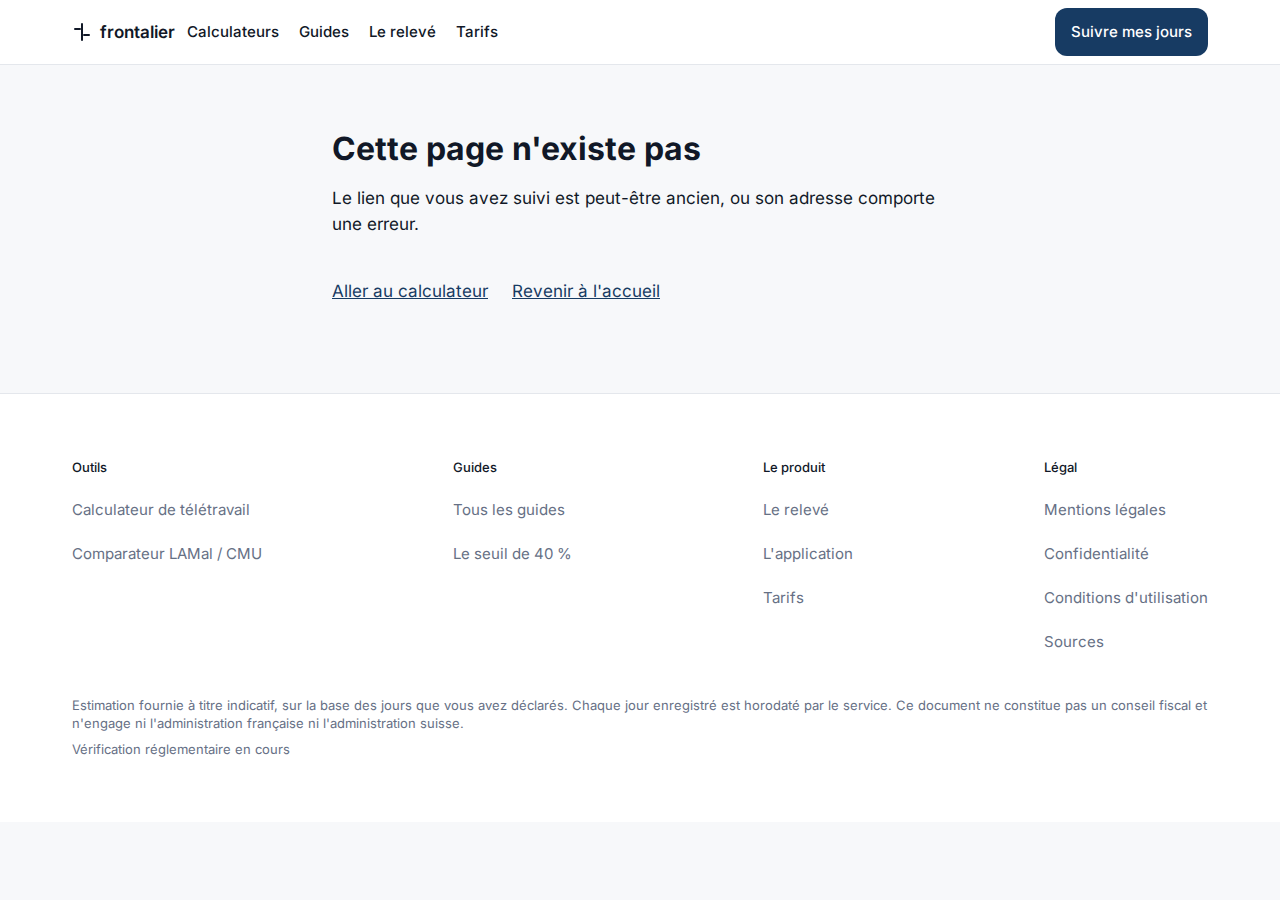 frontalier Calculateurs Guides Le relevé Tarifs Suivre mes jours
Cette page n'existe pas
Le lien que vous avez suivi est peut-être ancien, ou son adresse comporte
une erreur.
Aller au calculateur Revenir à l'accueil
Outils
Calculateur de télétravail
Comparateur LAMal / CMU
Guides
Tous les guides
Le seuil de 40 %
Le produit
Le relevé
L'application
Tarifs
Légal
Mentions légales
Confidentialité
Conditions d'utilisation
Sources
Estimation fournie à titre indicatif, sur la base des jours que vous avez déclarés. Chaque jour enregistré est horodaté par le service. Ce document ne constitue pas un conseil fiscal et
n'engage ni l'administration française ni l'administration suisse.
Vérification réglementaire en cours